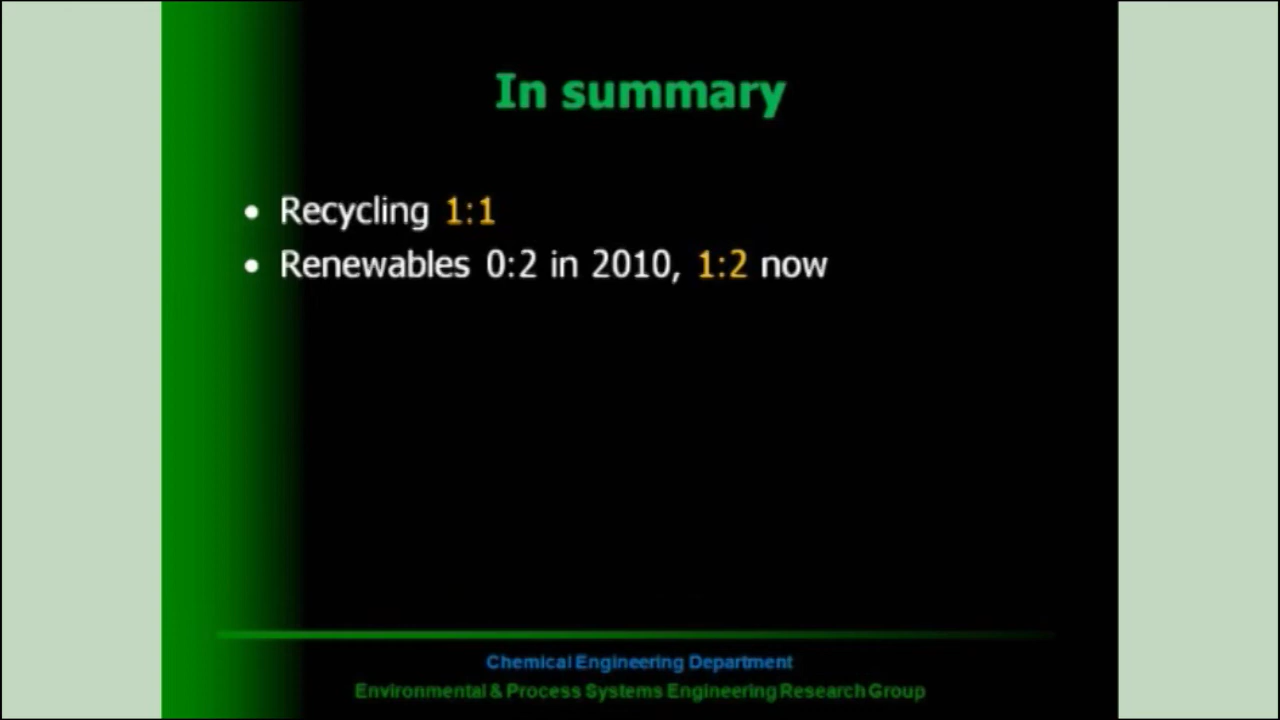 In summary
• Recycling 1:1
• Renewables 0:2 in 2010, 1:2 now
Chemical Engineering Department
Environmental & Process Systems Engineering Research Group